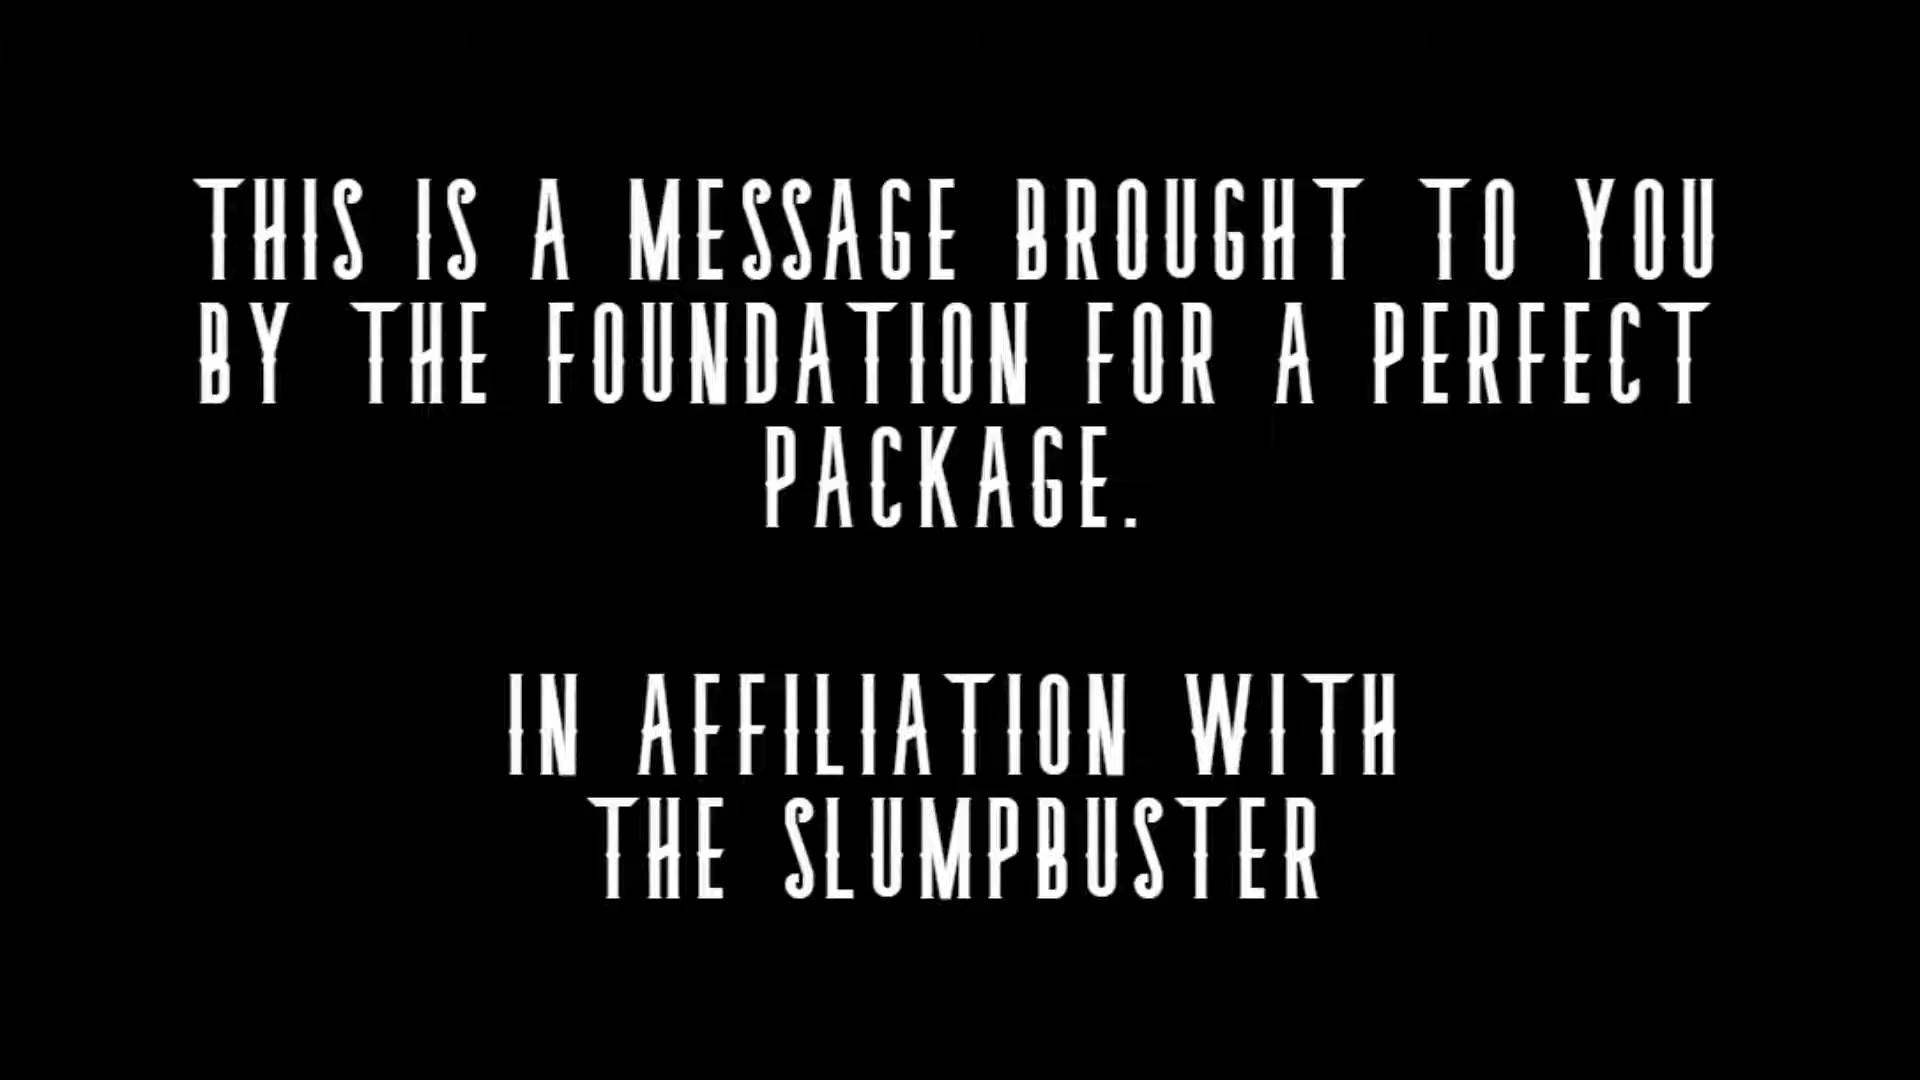 THIS IS A MESSAGE BROUGHT TO YOU
BY THE FOUNDATION FOR A PERFECT
PACKAGE.
IN AFFILIATION WITH
THE SLUMPBUSTER